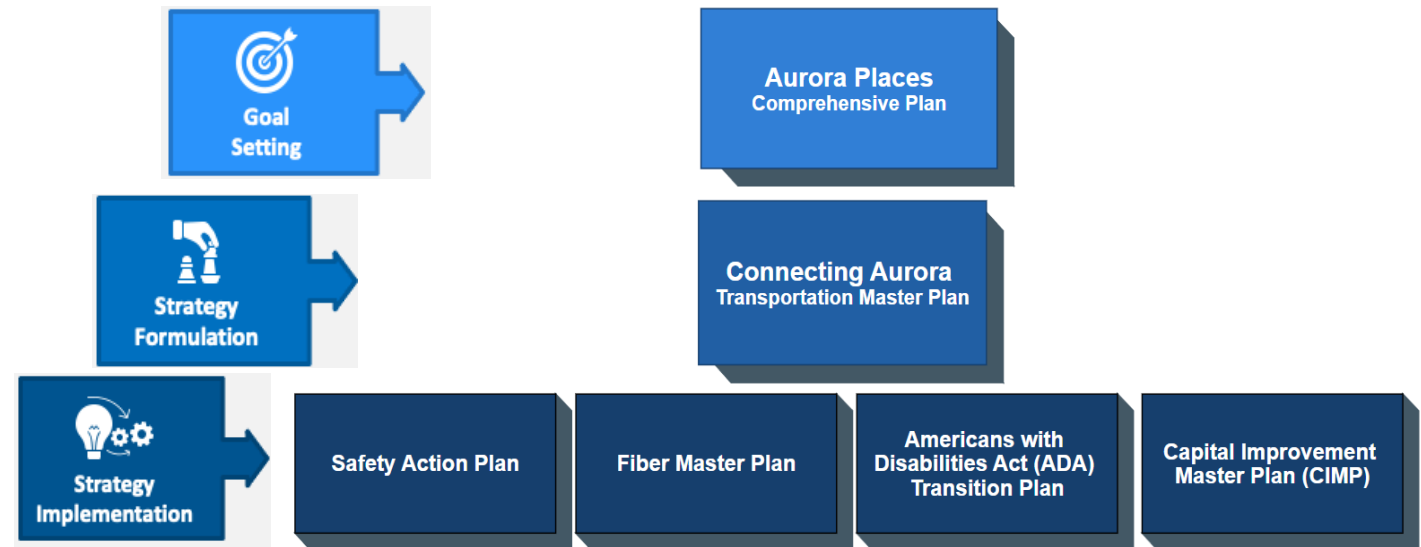 Goal
Setting
Aurora Places
Comprehensive Plan
Strategy
Formulation
Connecting Aurora
Transportation Master Plan
Strategy
Implementation
Safety Action Plan
Fiber Master Plan
Americans with
Disabilities Act (ADA)
Transition Plan
Capital Improvement
Master Plan (CIMP)